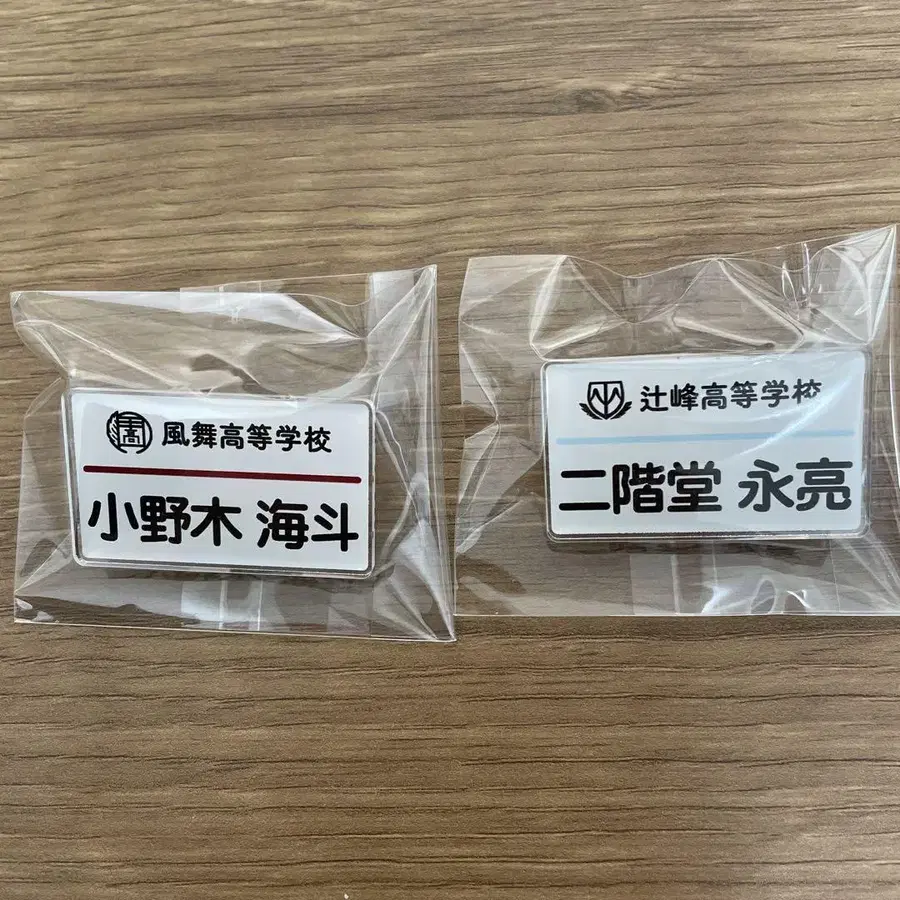 風舞高等学校
小野木 海斗
辻峰高等学校
二階堂 永亮